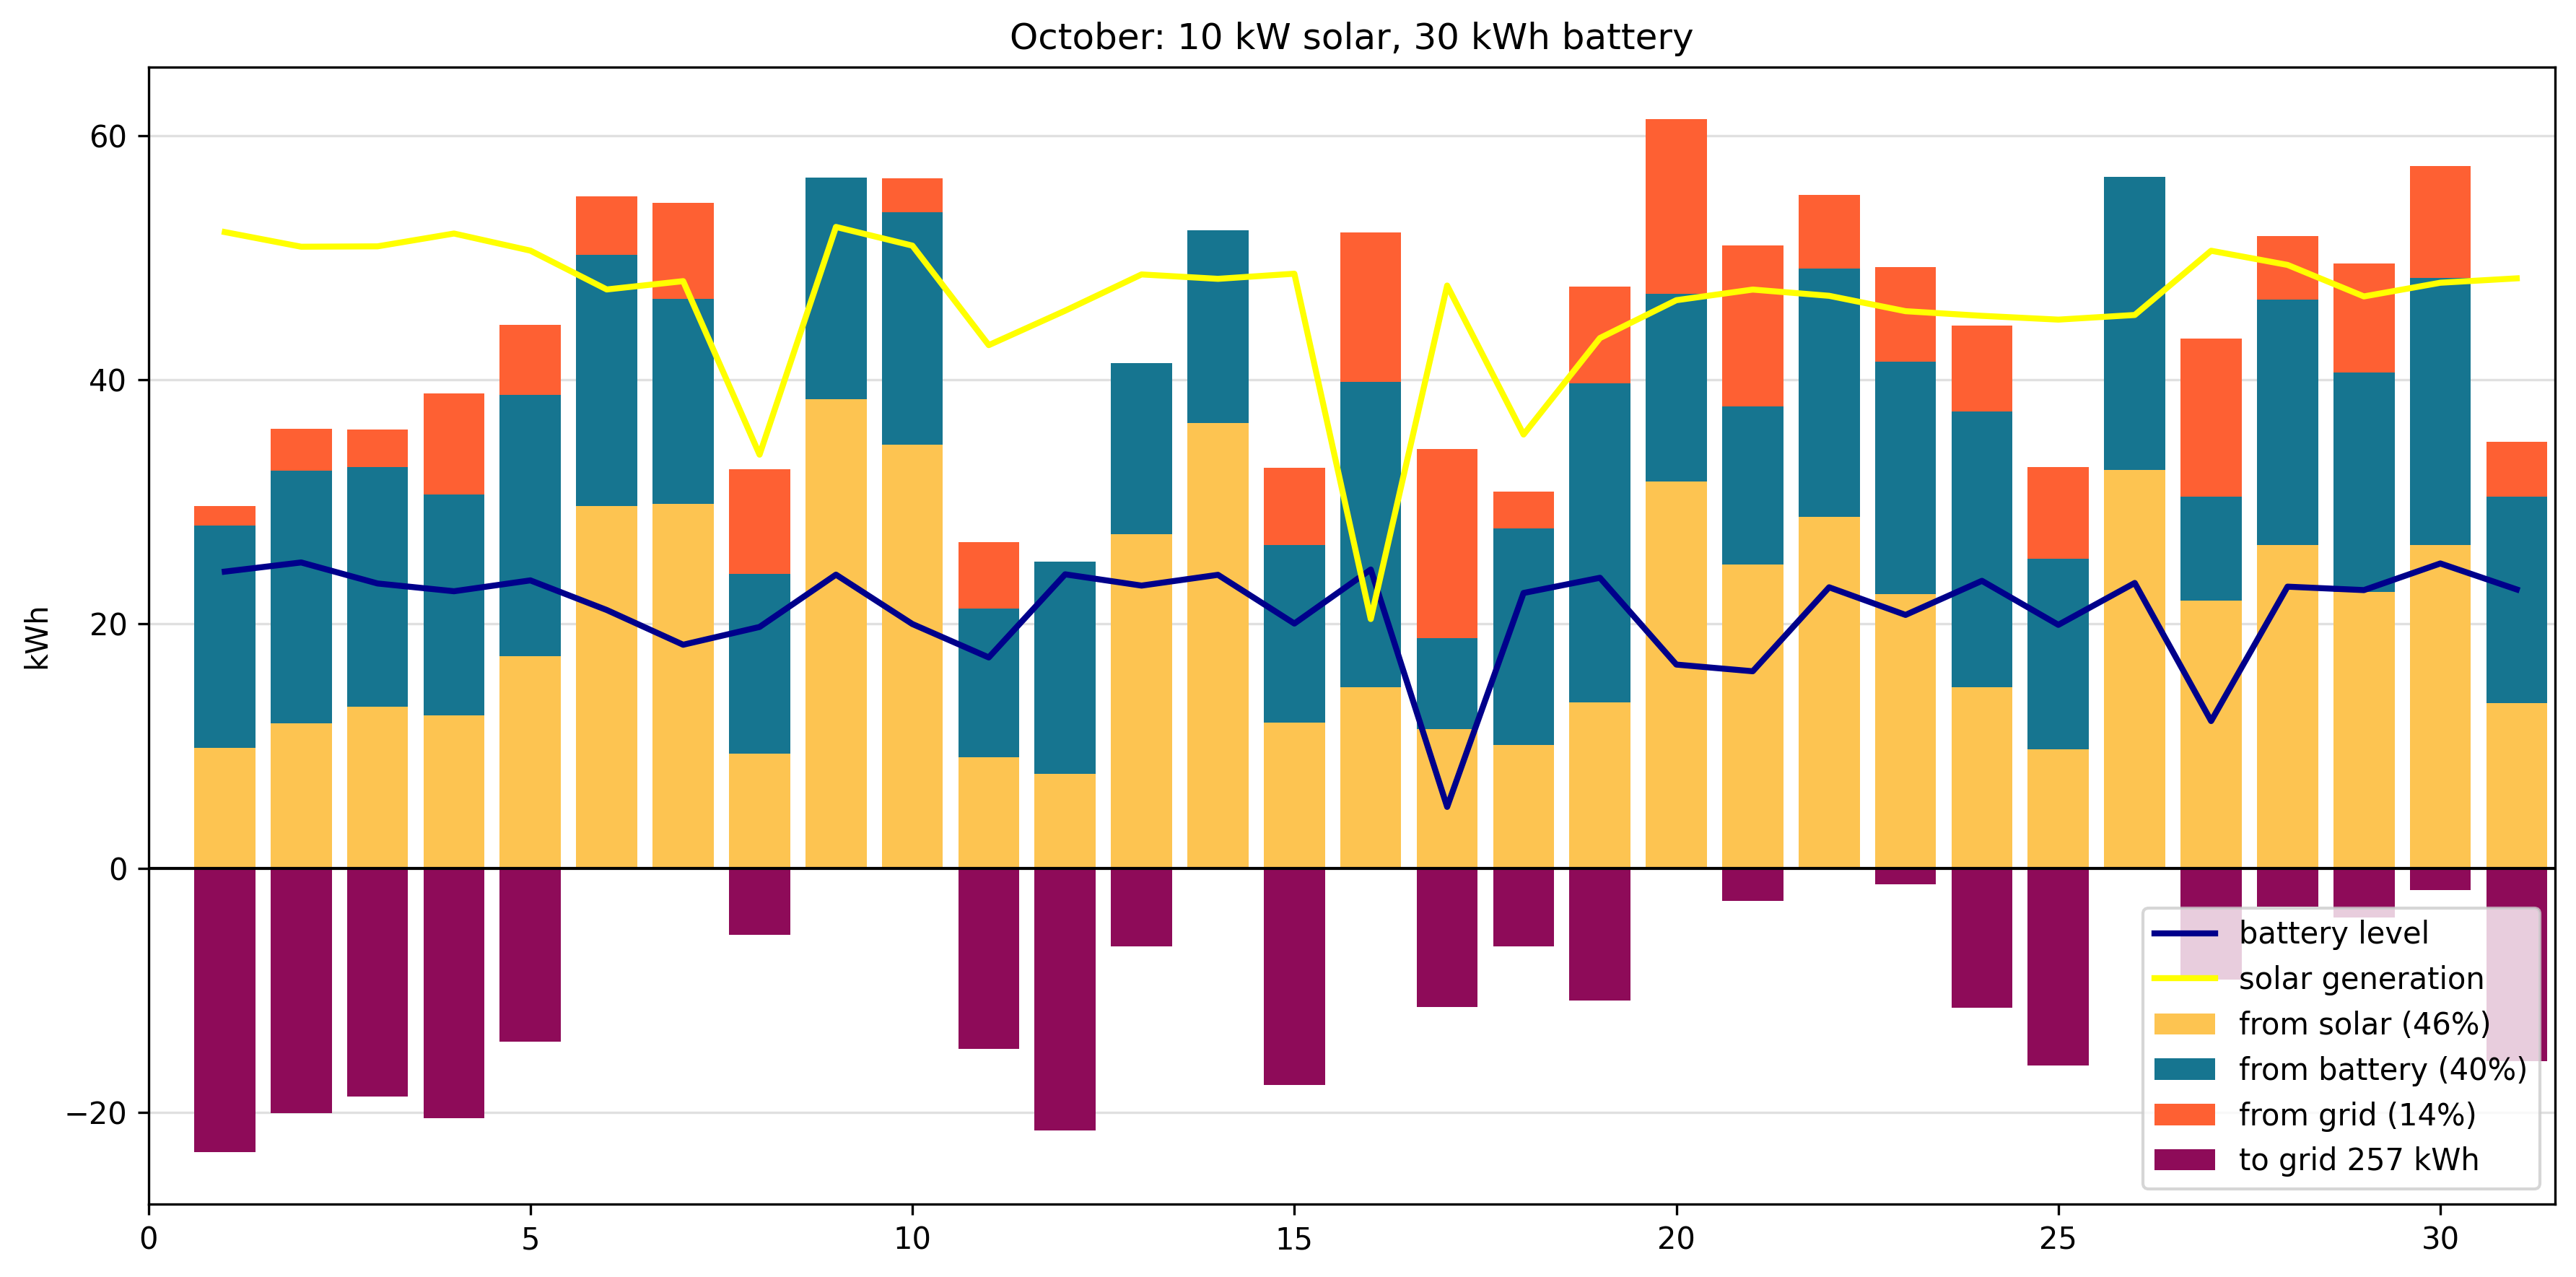 October: 10 kW solar, 30 kWh battery
kWh
60
40
20
0
−20
0
5
10
15
20
25
30
battery level
solar generation
from solar (46%)
from battery (40%)
from grid (14%)
to grid 257 kWh